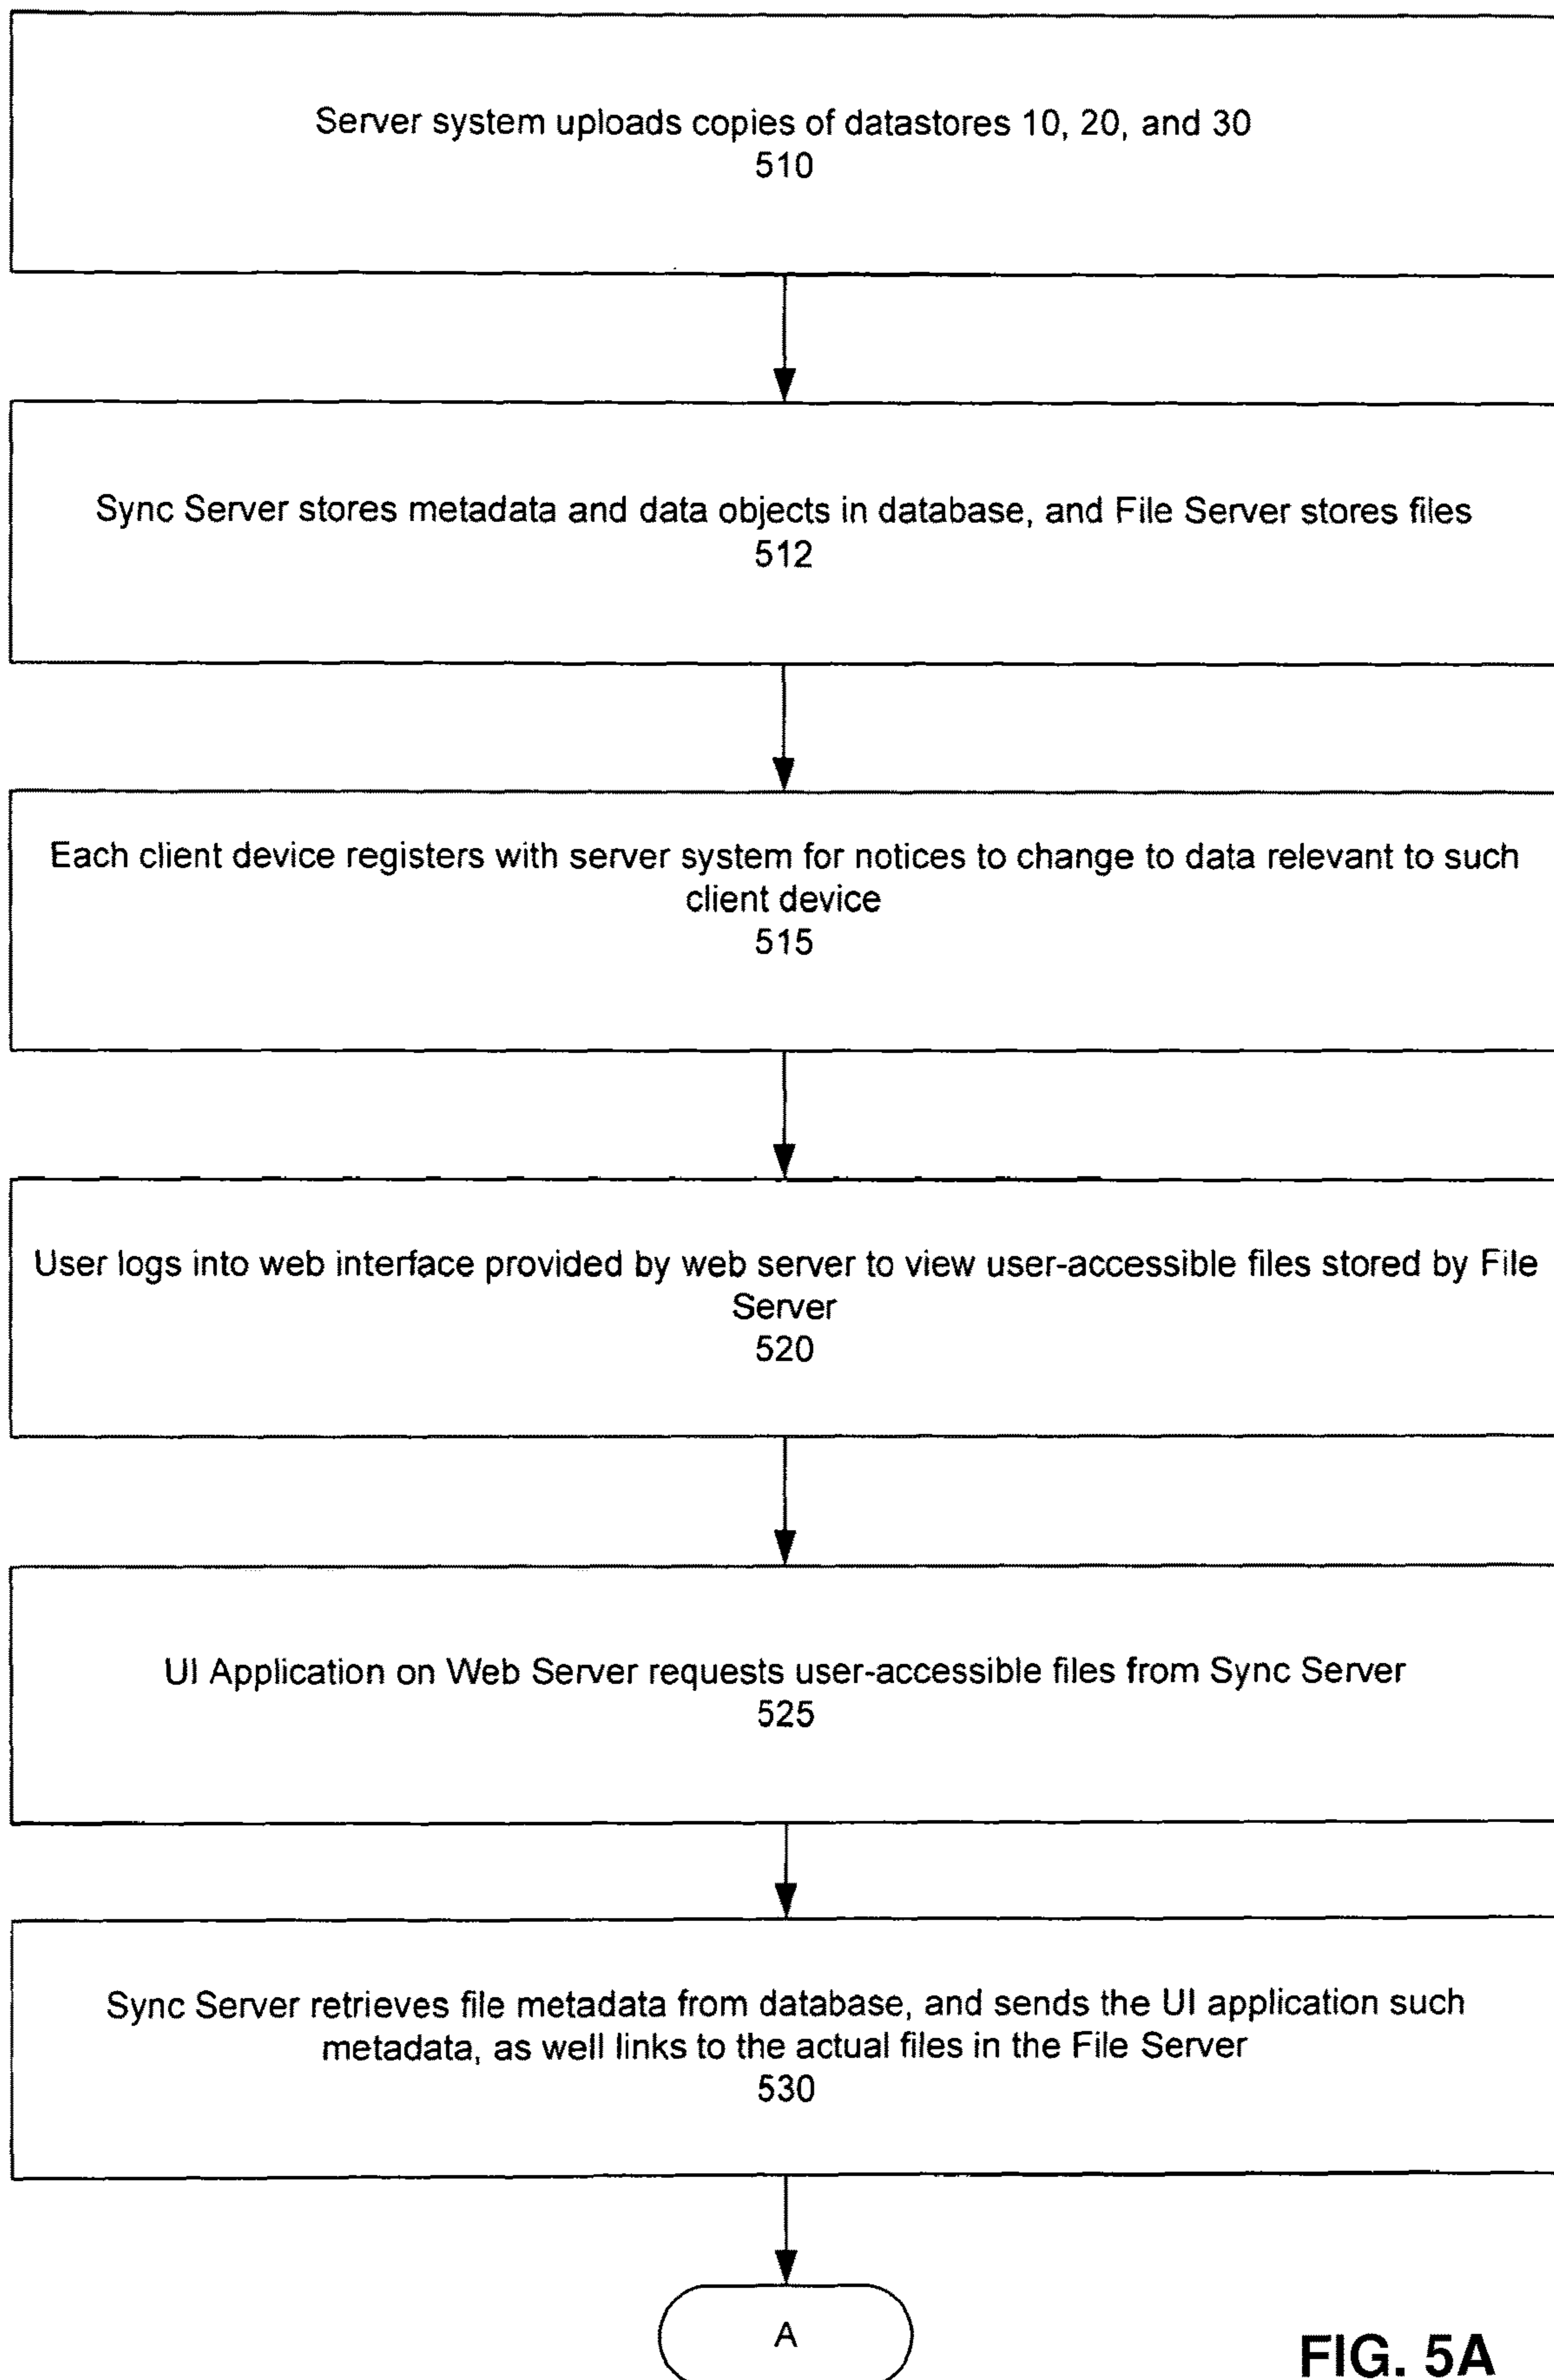 Server system uploads copies of datastores 10, 20, and 30
510
Sync Server stores metadata and data objects in database, and File Server stores files
512
Each client device registers with server system for notices to change to data relevant to such
client device
515
User logs into web interface provided by web server to view user-accessible files stored by File
Server
520
UI Application on Web Server requests user-accessible files from Sync Server
525
Sync Server retrieves file metadata from database, and sends the UI application such
metadata, as well links to the actual files in the File Server
530
A
FIG. 5A